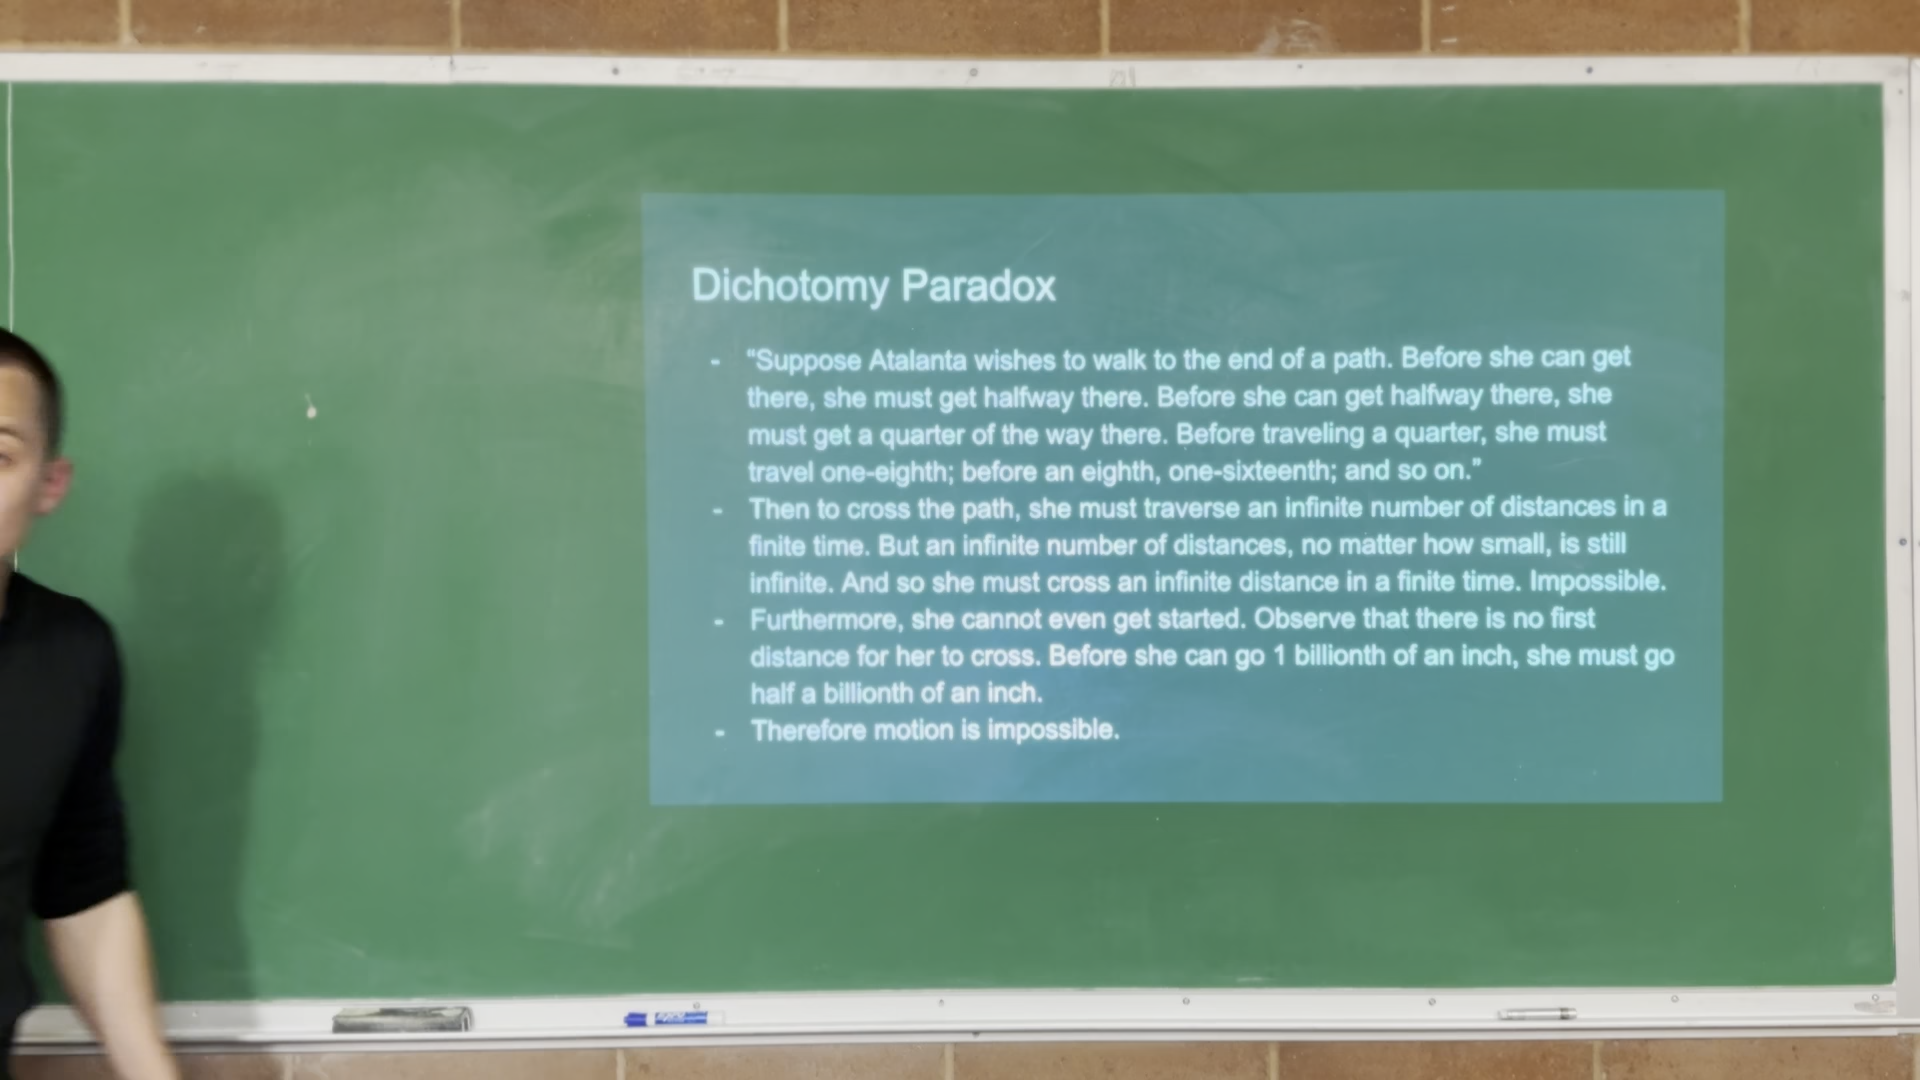 Dichotomy Paradox
- "Suppose Atalanta wishes to walk to the end of a path. Before she can get
there, she must get halfway there. Before she can get halfway there, she
must get a quarter of the way there. Before traveling a quarter, she must
travel one-eighth; before an eighth, one-sixteenth; and so on."
- Then to cross the path, she must traverse an infinite number of distances in a
finite time. But an infinite number of distances, no matter how small, is still
infinite. And so she must cross an infinite distance in a finite time. Impossible.
- Furthermore, she cannot even get started. Observe that there is no first
distance for her to cross. Before she can go 1 billionth of an inch, she must go
half a billionth of an inch.
- Therefore motion is impossible.